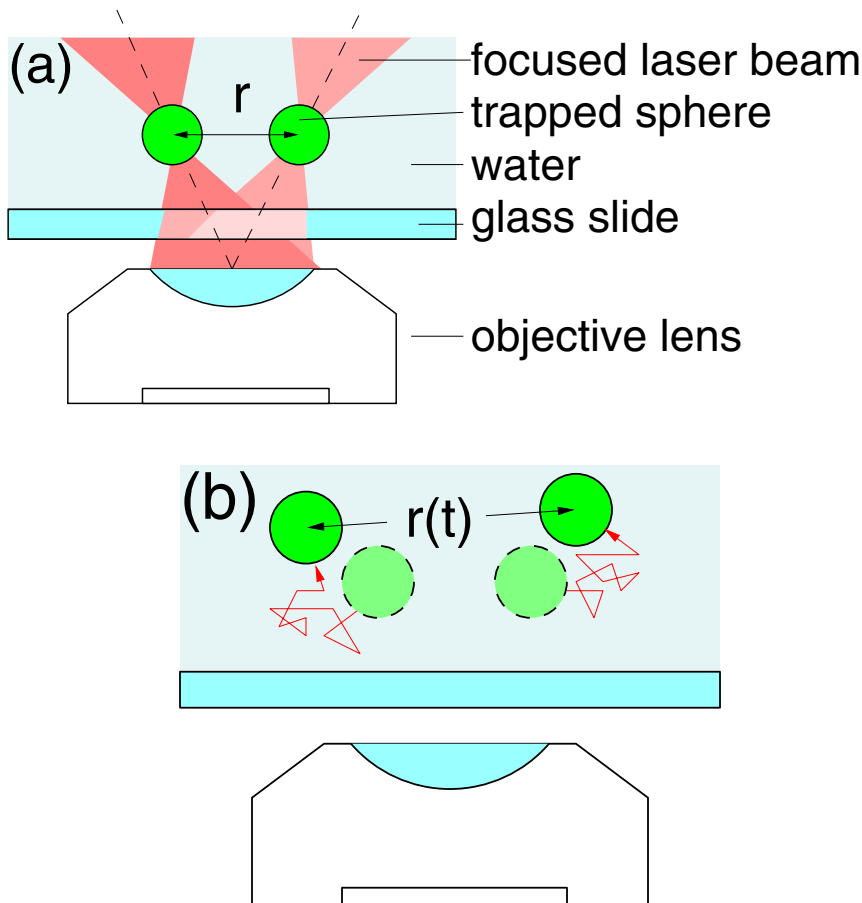 (a)
r
focused laser beam
trapped sphere
water
glass slide
objective lens
(b)
r(t)